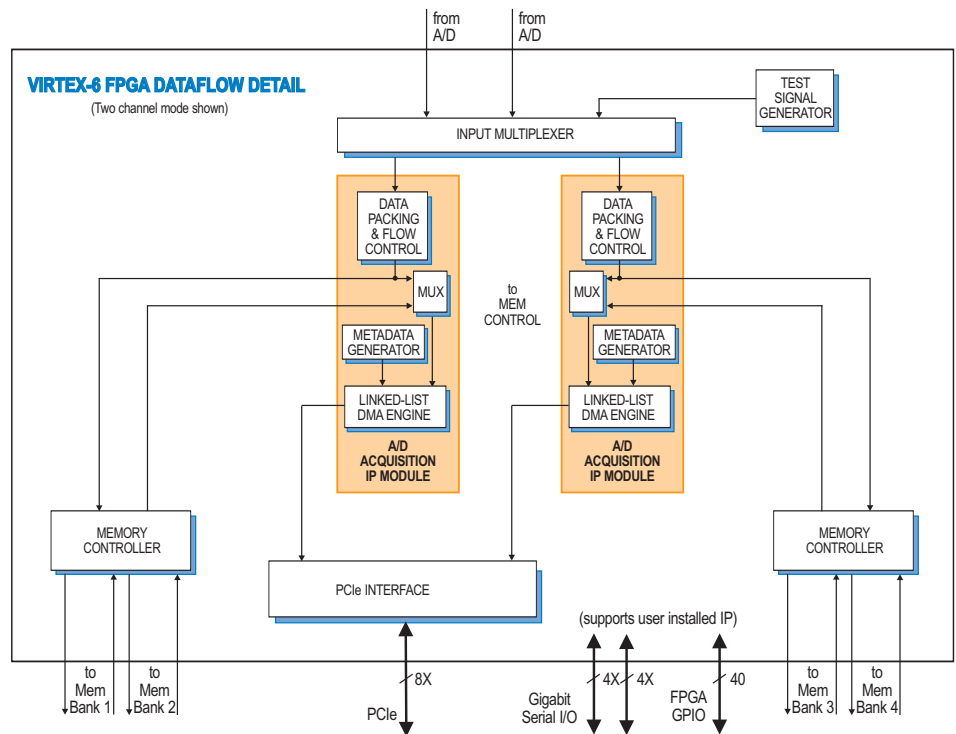 from
A/D
from
A/D
VIRTEX-6 FPGA DATAFLOW DETAIL
(Two channel mode shown)
TEST
SIGNAL
GENERATOR
INPUT MULTIPLEXER
DATA
PACKING
& FLOW
CONTROL
MUX
METADATA
GENERATOR
LINKED-LIST
DMA ENGINE
A/D
ACQUISITION
IP MODULE
to
MEM
CONTROL
DATA
PACKING
& FLOW
CONTROL
MUX
METADATA
GENERATOR
LINKED-LIST
DMA ENGINE
A/D
ACQUISITION
IP MODULE
MEMORY
CONTROLLER
MEMORY
CONTROLLER
PCIe INTERFACE
(supports user installed IP)
to
Mem
Bank 1
to
Mem
Bank 2
8X
PCIe
4X
4X
Gigabit
Serial I/O
40
FPGA
GPIO
to
Mem
Bank 3
to
Mem
Bank 4